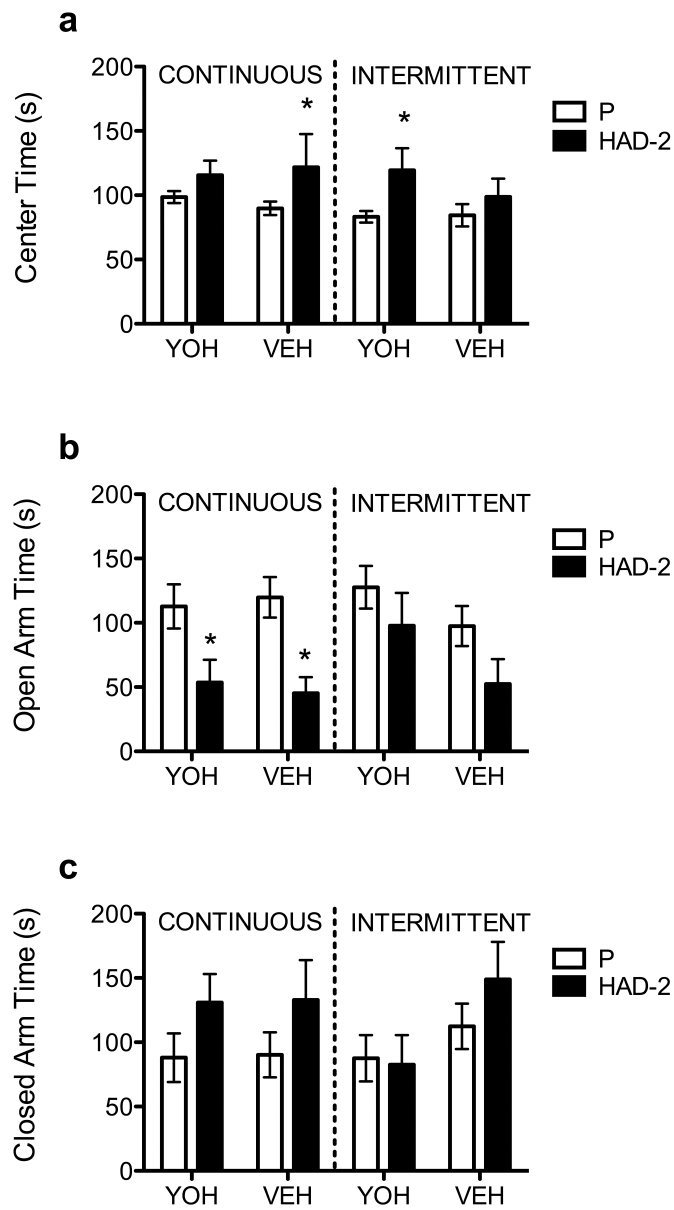 a
Center Time (s)
200
150
100
50
0
CONTINUOUS
INTERMITTENT
*
*
YOH
VEH
YOH
VEH
P
HAD-2
b
Open Arm Time (s)
200
150
100
50
0
CONTINUOUS
INTERMITTENT
*
*
YOH
VEH
YOH
VEH
P
HAD-2
c
Closed Arm Time (s)
200
150
100
50
0
CONTINUOUS
INTERMITTENT
YOH
VEH
YOH
VEH
P
HAD-2